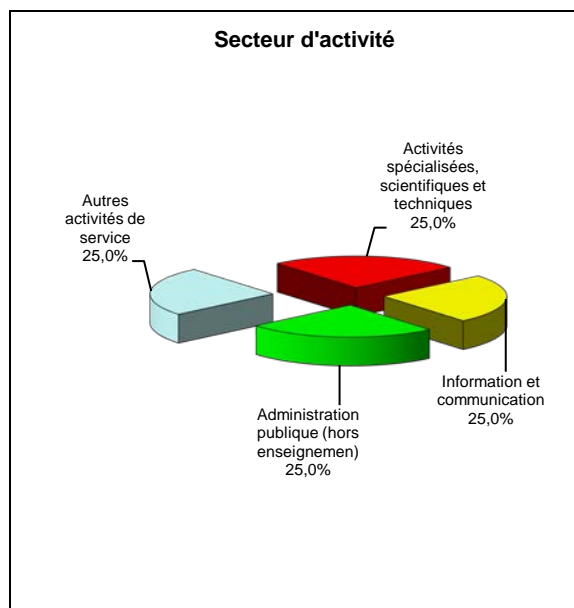 Secteur d'activité
Activités
spécialisées,
scientifiques et
techniques
25,0%
Autres
activités de
service
25,0%
Information et
communication
25,0%
Administration
publique (hors
enseignemen)
25,0%